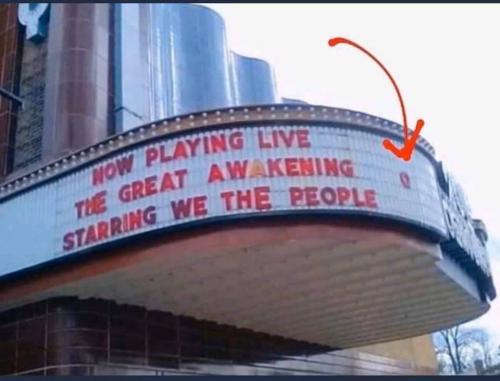 NOW PLAYING LIVE
THE GREAT AWAKENING
Q
STARRING WE THE PEOPLE